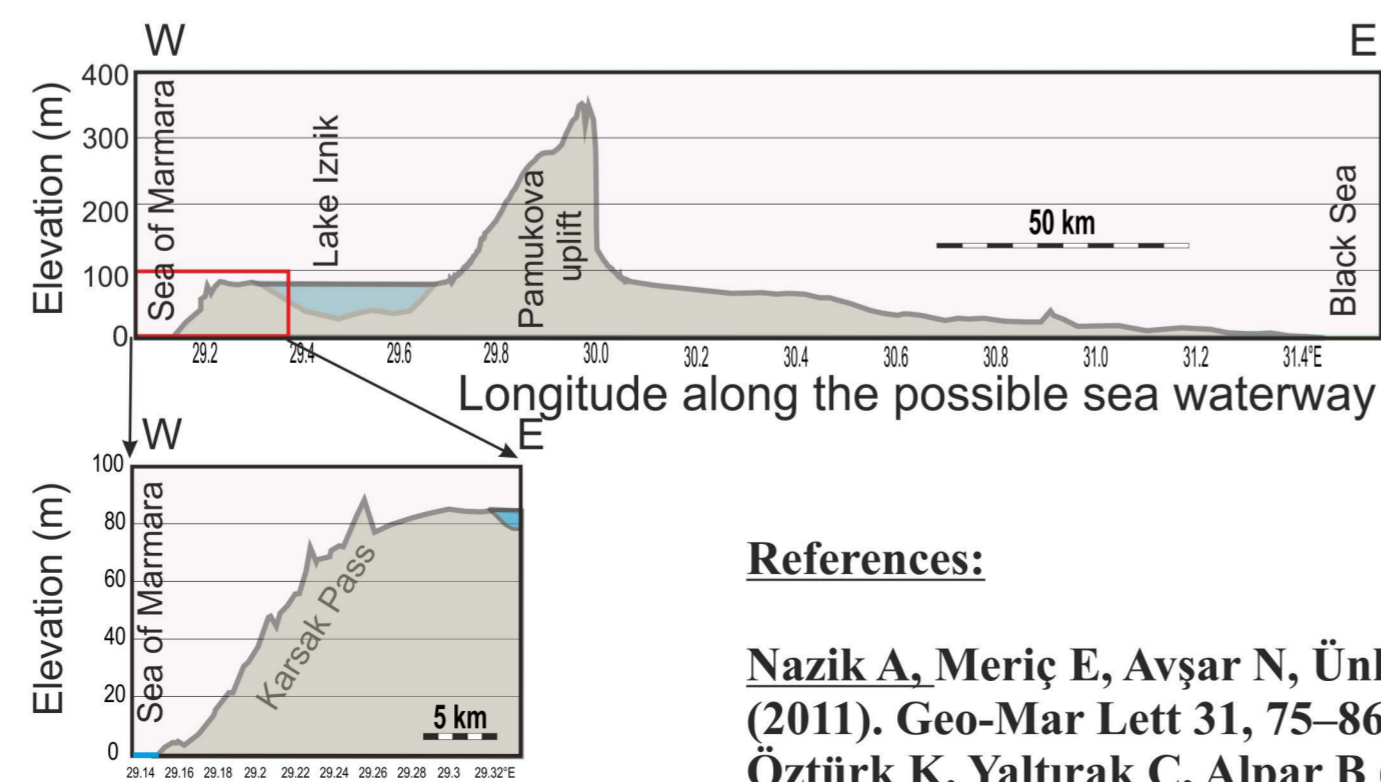 W E
Elevation (m)
400
300
200
100
0
Sea of Marmara
Lake Iznik
Pamukova
uplift
50 km
Black Sea
29.2 29.4 29.6 29.8 30.0 30.2 30.4 30.6 30.8 31.0 31.2 31.4°E
Longitude along the possible sea waterway
W E
Elevation (m)
100
80
60
40
20
0
Sea of Marmara
Karsak Pass
5 km
29.14 29.16 29.18 29.2 29.22 29.24 29.26 29.28 29.3 29.32°E
References:
Nazik A, Meriç E, Avşar N,
(2011). Geo-Mar Lett 31, 75–86
Öztürk K, Yaltırak C, Alpar B